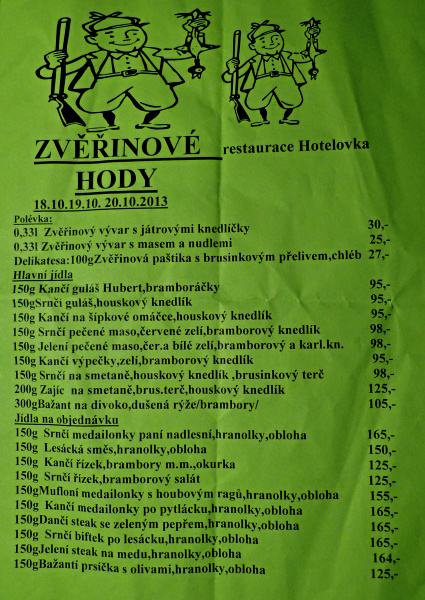 ZVĚŘINOVÉ restaurace Hotelovka
HODY
18.10.19.10. 20.10.2013
Polévka:
0,33l Zvěřinový vývar s játrovými knedlíčky 30,-
0,33l Zvěřinový vývar s masem a nudlemi 25,-
Delikatesa:100gZvěřinová paštika s brusinkovým přelivem,chléb 27,-
Hlavní jídla
150g Kančí guláš Hubert,bramboráčky 95,-
150gSrnčí guláš,houskový knedlík 95,-
150g Kančí na šípkové omáčce,houskový knedlík 95,-
150g Srnčí pečené maso,červené zelí,bramborový knedlík 98,-
150g Jelení pečené maso,čer.a bílé zelí,bramborový a karl.kn. 98,-
150g Kančí výpečky,zelí,bramborový knedlík 95,-
150g Srnčí na smetaně,houskový knedlík ,brusinkový terč 98,-
200g Zajíc na smetaně,brus.terč,houskový knedlík 125,-
300gBažant na divoko,dušená rýže/brambory/ 105,-
Jídla na objednávku
150g Srnčí medailonky paní nadlesní,hranolky,obloha 165,-
150g Lesácká směs,hranolky,obloha 150,-
150g Kančí řízek,brambory m.m.,okurka 125,-
150g Srnčí řízek,bramborový salát 125,-
150gMufloní medailonky s houbovým ragů,hranolky,obloha 155,-
150g Kančí medailonky po pytlácku,hranolky,obloha 165,-
150gDančí steak se zeleným pepřem,hranolky,obloha 165,-
150g Srnčí biftek po lesácku,hranolky,obloha 165,-
150gJelení steak na medu,hranolky,obloha 164,-
150gBažantí prsíčka s olivami,hranolky,obloha 125,-